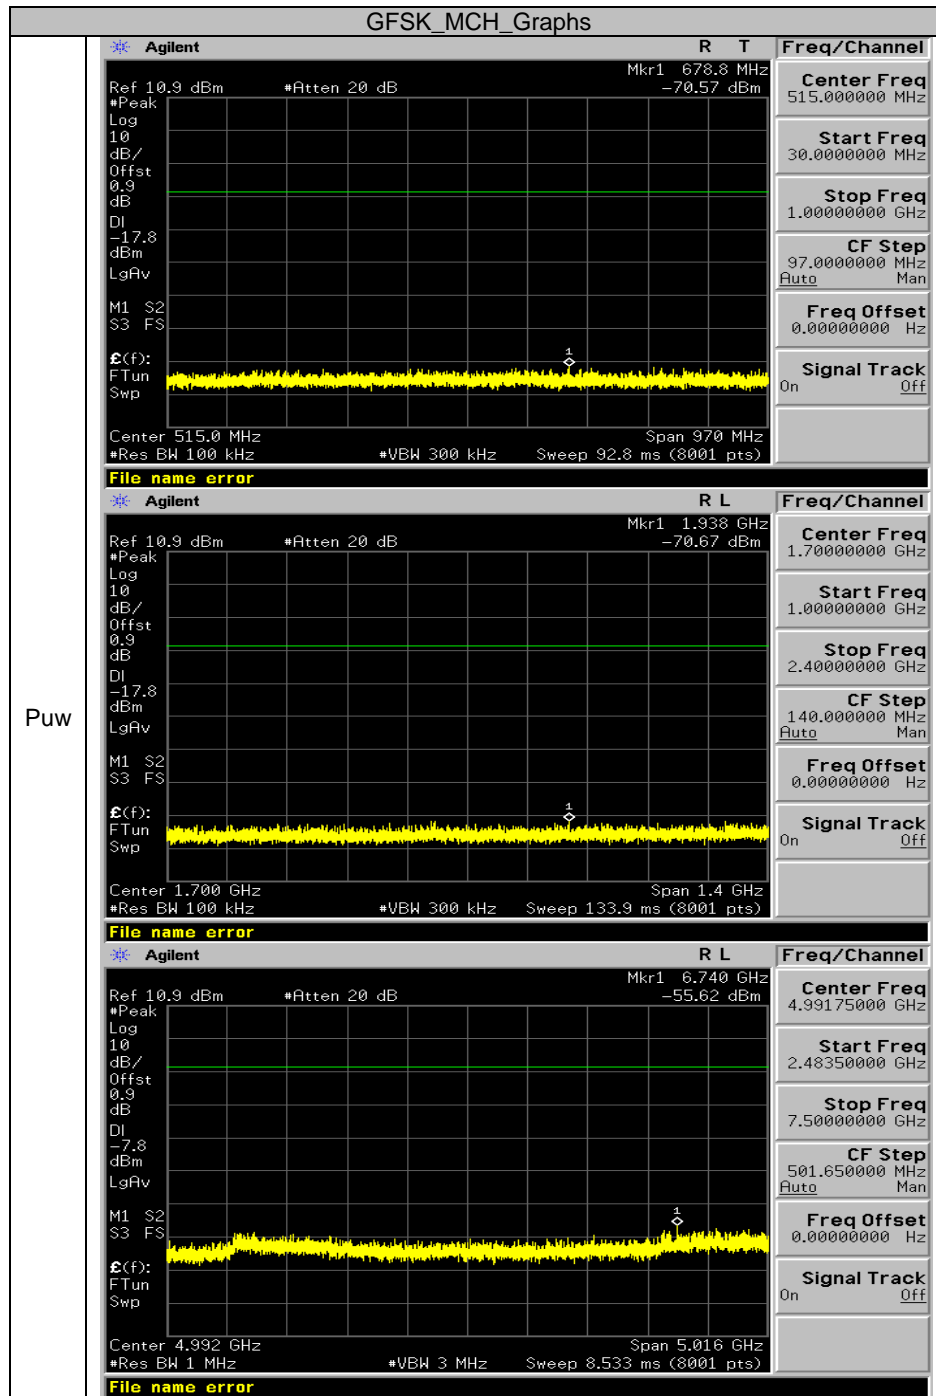 GFSK_MCH_Graphs
Puw
Agilent R T Freq/Channel
Mkr1 678.8 MHz
Ref 10.9 dBm #Atten 20 dB -70.57 dBm
#Peak
Log
10
dB/
Offst
0.9
dB
DI
-17.8
dBm
LgAv
M1 S2
S3 FS
£(f):
FTun
Swp
1
Center 515.0 MHz Span 970 MHz
#Res BW 100 kHz #VBW 300 kHz Sweep 92.8 ms (8001 pts)
File name error
Center Freq
515.000000 MHz
Start Freq
30.0000000 MHz
Stop Freq
1.00000000 GHz
CF Step
97.0000000 MHz
Auto Man
Freq Offset
0.00000000 Hz
Signal Track
On Off
Agilent R L Freq/Channel
Mkr1 1.938 GHz
Ref 10.9 dBm #Atten 20 dB -70.67 dBm
#Peak
Log
10
dB/
Offst
0.9
dB
DI
-17.8
dBm
LgAv
M1 S2
S3 FS
£(f):
FTun
Swp
1
Center 1.700 GHz Span 1.4 GHz
#Res BW 100 kHz #VBW 300 kHz Sweep 133.9 ms (8001 pts)
File name error
Center Freq
1.70000000 GHz
Start Freq
1.00000000 GHz
Stop Freq
2.40000000 GHz
CF Step
140.000000 MHz
Auto Man
Freq Offset
0.00000000 Hz
Signal Track
On Off
Agilent R L Freq/Channel
Mkr1 6.740 GHz
Ref 10.9 dBm #Atten 20 dB -55.62 dBm
#Peak
Log
10
dB/
Offst
0.9
dB
DI
-7.8
dBm
LgAv
M1 S2
S3 FS
£(f):
FTun
Swp
1
Center 4.992 GHz Span 5.016 GHz
#Res BW 1 MHz #VBW 3 MHz Sweep 8.533 ms (8001 pts)
File name error
Center Freq
4.99175000 GHz
Start Freq
2.48350000 GHz
Stop Freq
7.50000000 GHz
CF Step
501.650000 MHz
Auto Man
Freq Offset
0.00000000 Hz
Signal Track
On Off